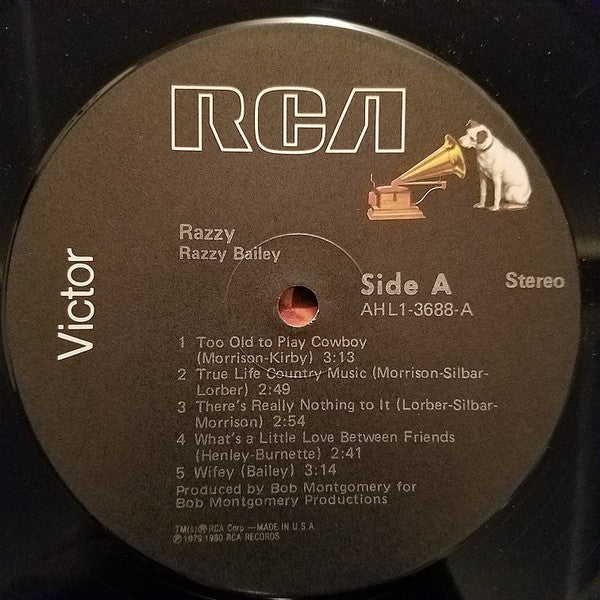 RCA
Victor
Razzy
Razzy Bailey
Side A
Stereo
AHL1-3688-A
1 Too Old to Play Cowboy
(Morrison-Kirby) 3:13
2 True Life Country Music (Morrison-Silbar-
Lorber) 2:49
3 There's Really Nothing to It (Lorber-Silbar-
Morrison) 2:54
4 What's a Little Love Between Friends
(Henley-Burnette) 2:41
5 Wifey (Bailey) 3:14
Produced by Bob Montgomery for
Bob Montgomery Productions
TM(s)® RCA Corp.—MADE IN U.S.A
℗ 1979, 1980 RCA RECORDS